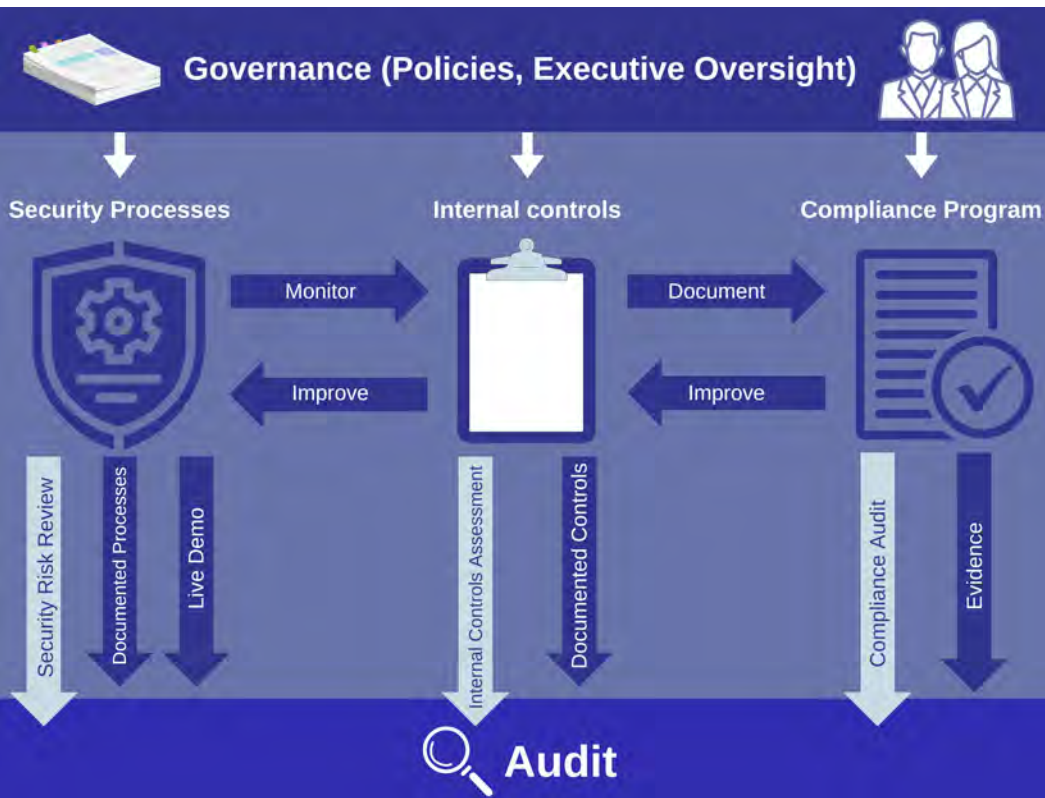 Governance (Policies, Executive Oversight)
Security Processes
Internal controls
Compliance Program
Monitor
Document
Improve
Improve
Security Risk Review
Documented Processes
Live Demo
Internal Controls Assessment
Documented Controls
Compliance Audit
Evidence
Audit